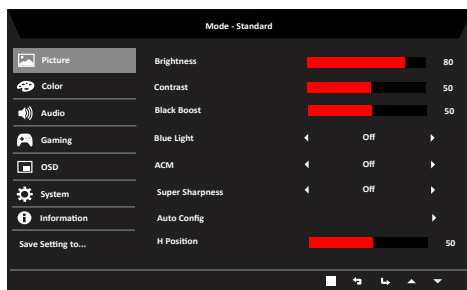 Mode - Standard
Picture
Color
Audio
Gaming
OSD
System
Information
Save Setting to...
Brightness 80
Contrast 50
Black Boost 50
Blue Light Off
ACM Off
Super Sharpness Off
Auto Config
H Position 50